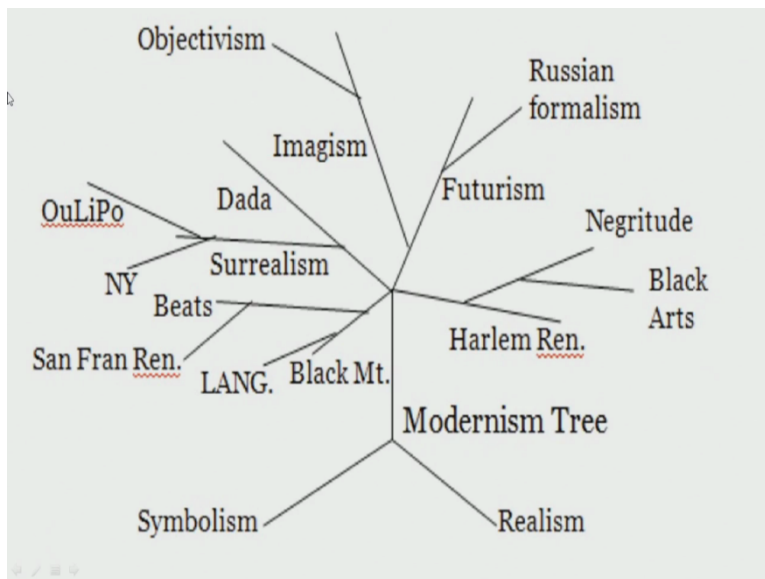 Objectivism
Russian
formalism
Imagism
Futurism
Dada
OuLiPo
Negritude
Surrealism
NY
Black
Arts
Beats
Harlem Ren.
San Fran Ren.
LANG.
Black Mt.
Modernism Tree
Symbolism
Realism